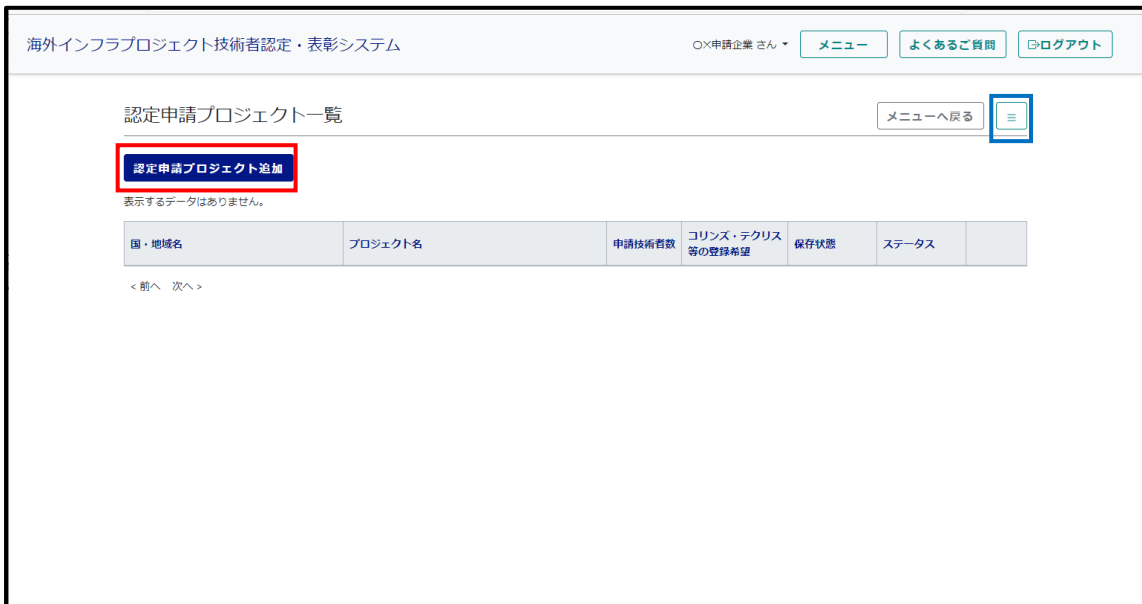 海外インフラプロジェクト技術者認定・表彰システム
○×申請企業 さん
メニュー
よくあるご質問
ログアウト
認定申請プロジェクト一覧
メニューへ戻る
認定申請プロジェクト追加
表示するデータはありません。
国・地域名
プロジェクト名
申請技術者数
コリンズ・テクリス
等の登録希望
保存状態
ステータス
< 前へ 次へ >